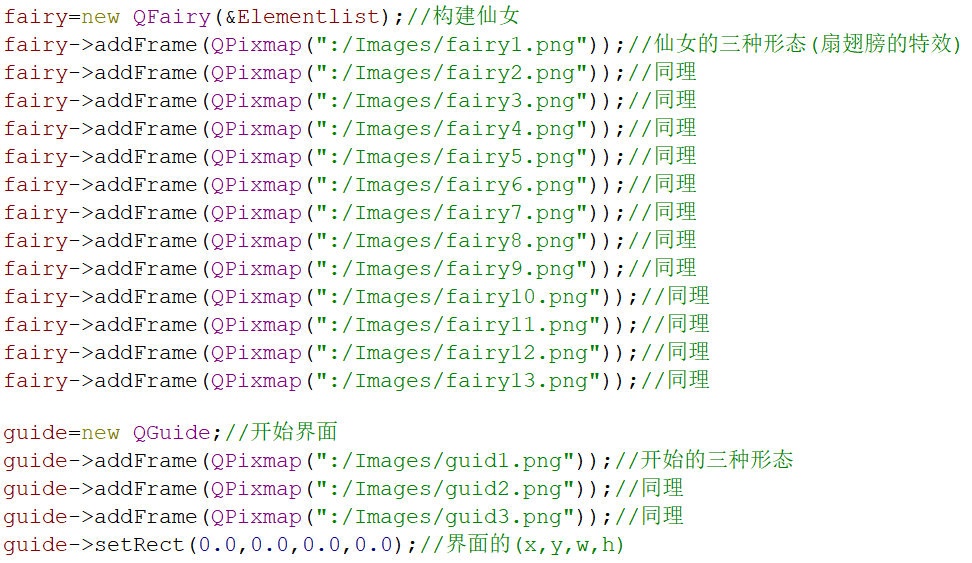 fairy=new QFairy(&Elementlist);//构建仙女
fairy->addFrame(QPixmap(":/Images/fairy1.png"));//仙女的三种形态(扇翅膀的特效)
fairy->addFrame(QPixmap(":/Images/fairy2.png"));//同理
fairy->addFrame(QPixmap(":/Images/fairy3.png"));//同理
fairy->addFrame(QPixmap(":/Images/fairy4.png"));//同理
fairy->addFrame(QPixmap(":/Images/fairy5.png"));//同理
fairy->addFrame(QPixmap(":/Images/fairy6.png"));//同理
fairy->addFrame(QPixmap(":/Images/fairy7.png"));//同理
fairy->addFrame(QPixmap(":/Images/fairy8.png"));//同理
fairy->addFrame(QPixmap(":/Images/fairy9.png"));//同理
fairy->addFrame(QPixmap(":/Images/fairy10.png"));//同理
fairy->addFrame(QPixmap(":/Images/fairy11.png"));//同理
fairy->addFrame(QPixmap(":/Images/fairy12.png"));//同理
fairy->addFrame(QPixmap(":/Images/fairy13.png"));//同理
guide=new QGuide;//开始界面
guide->addFrame(QPixmap(":/Images/guid1.png"));//开始的三种形态
guide->addFrame(QPixmap(":/Images/guid2.png"));//同理
guide->addFrame(QPixmap(":/Images/guid3.png"));//同理
guide->setRect(0.0,0.0,0.0,0.0);//界面的(x,y,w,h)